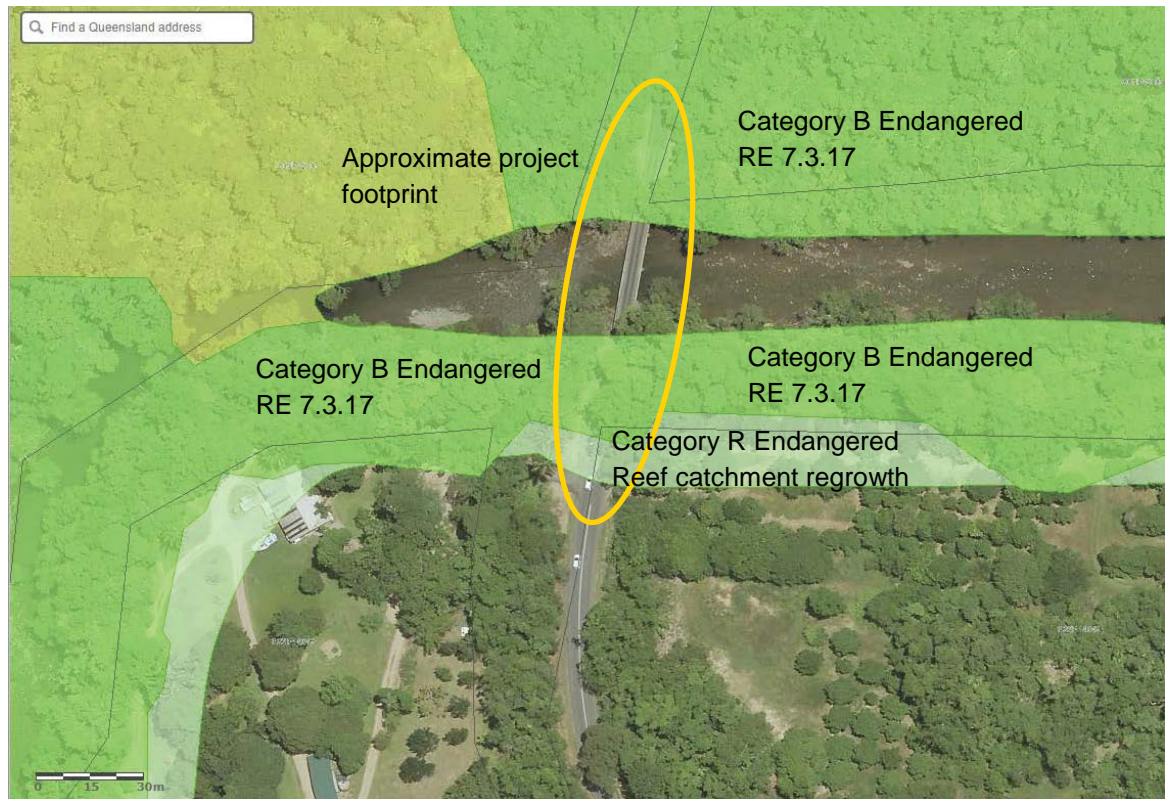 Find a Queensland address
Category B Endangered
RE 7.3.17
Approximate project
footprint
Category B Endangered
RE 7.3.17
Category B Endangered
RE 7.3.17
Category R Endangered
Reef catchment regrowth
0 15 30m